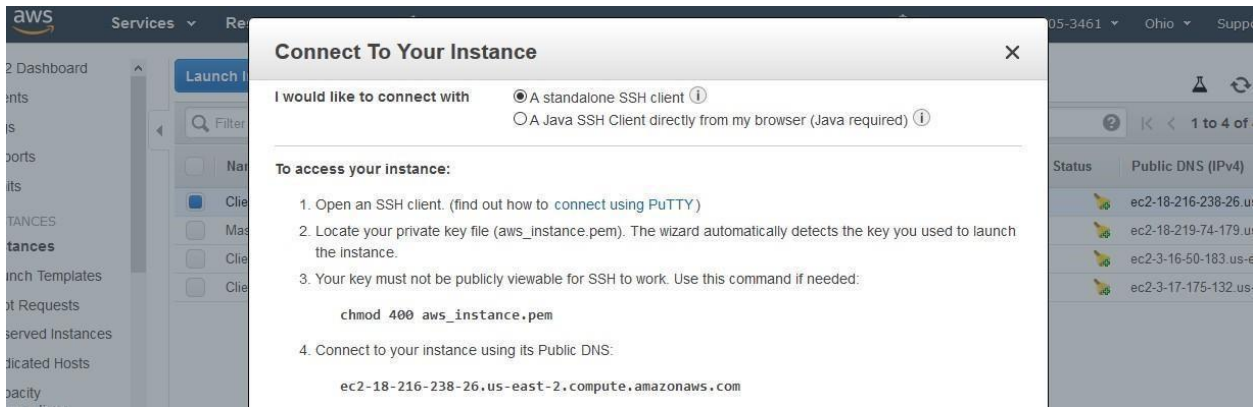 aws Services 05-3461 Ohio
Connect To Your Instance
Dashboard
Launch
I would like to connect with A standalone SSH client
Filter A Java SSH Client directly from my browser (Java required) 1 to 4 of
Status Public DNS (IPv4)
To access your instance:
1. Open an SSH client. (find out how to connect using PuTTY)
ec2-18-216-238-26.us
2. Locate your private key file (aws_instance.pem). The wizard automatically detects the key you used to launch
the instance.
ec2-18-219-74-179.us
3. Your key must not be publicly viewable for SSH to work. Use this command if needed:
ec2-3-16-50-183.us-e
Templates
ec2-3-17-175-132.us-
Requests
chmod 400 aws_instance.pem
Instances
4. Connect to your instance using its Public DNS:
Hosts
ec2-18-216-238-26.us-east-2.compute.amazonaws.com